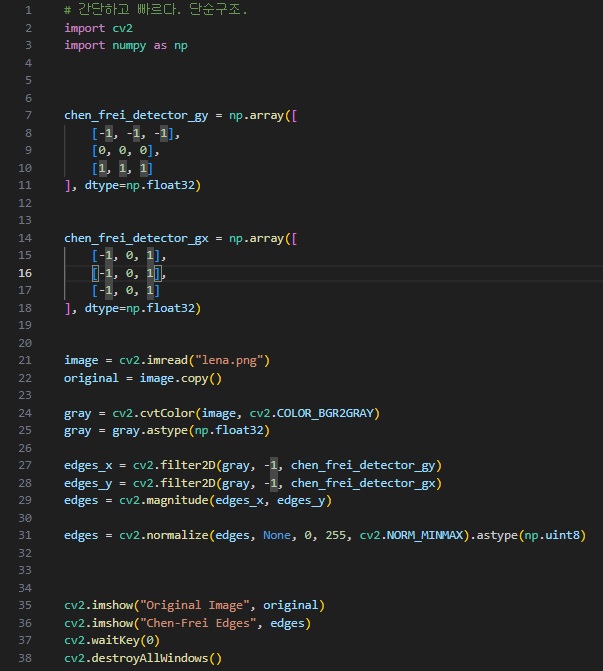 1 # 간단하고 빠르다. 단순구조.
2 import cv2
3 import numpy as np
4
5
6
7 chen_frei_detector_gy = np.array([
8     [-1, -1, -1],
9     [0, 0, 0],
10     [1, 1, 1]
11 ], dtype=np.float32)
12
13
14 chen_frei_detector_gx = np.array([
15     [-1, 0, 1],
16     [-1, 0, 1],
17     [-1, 0, 1]
18 ], dtype=np.float32)
19
20
21 image = cv2.imread("lena.png")
22 original = image.copy()
23
24 gray = cv2.cvtColor(image, cv2.COLOR_BGR2GRAY)
25 gray = gray.astype(np.float32)
26
27 edges_x = cv2.filter2D(gray, -1, chen_frei_detector_gy)
28 edges_y = cv2.filter2D(gray, -1, chen_frei_detector_gx)
29 edges = cv2.magnitude(edges_x, edges_y)
30
31 edges = cv2.normalize(edges, None, 0, 255, cv2.NORM_MINMAX).astype(np.uint8)
32
33
34
35 cv2.imshow("Original Image", original)
36 cv2.imshow("Chen-Frei Edges", edges)
37 cv2.waitKey(0)
38 cv2.destroyAllWindows()